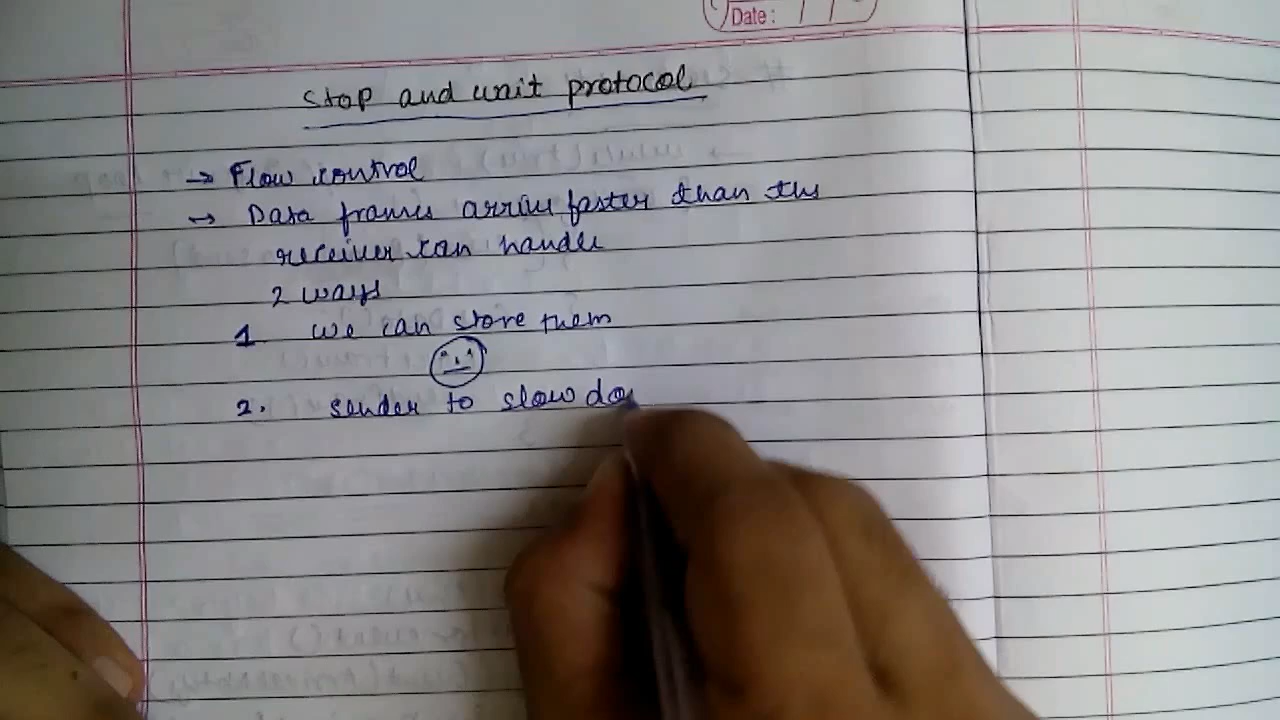 Date :
Stop and wait protocol
→ Flow control
→ Data frames arrive faster than the
receiver can handle
2 ways
1 we can store them
2. sender to slow do